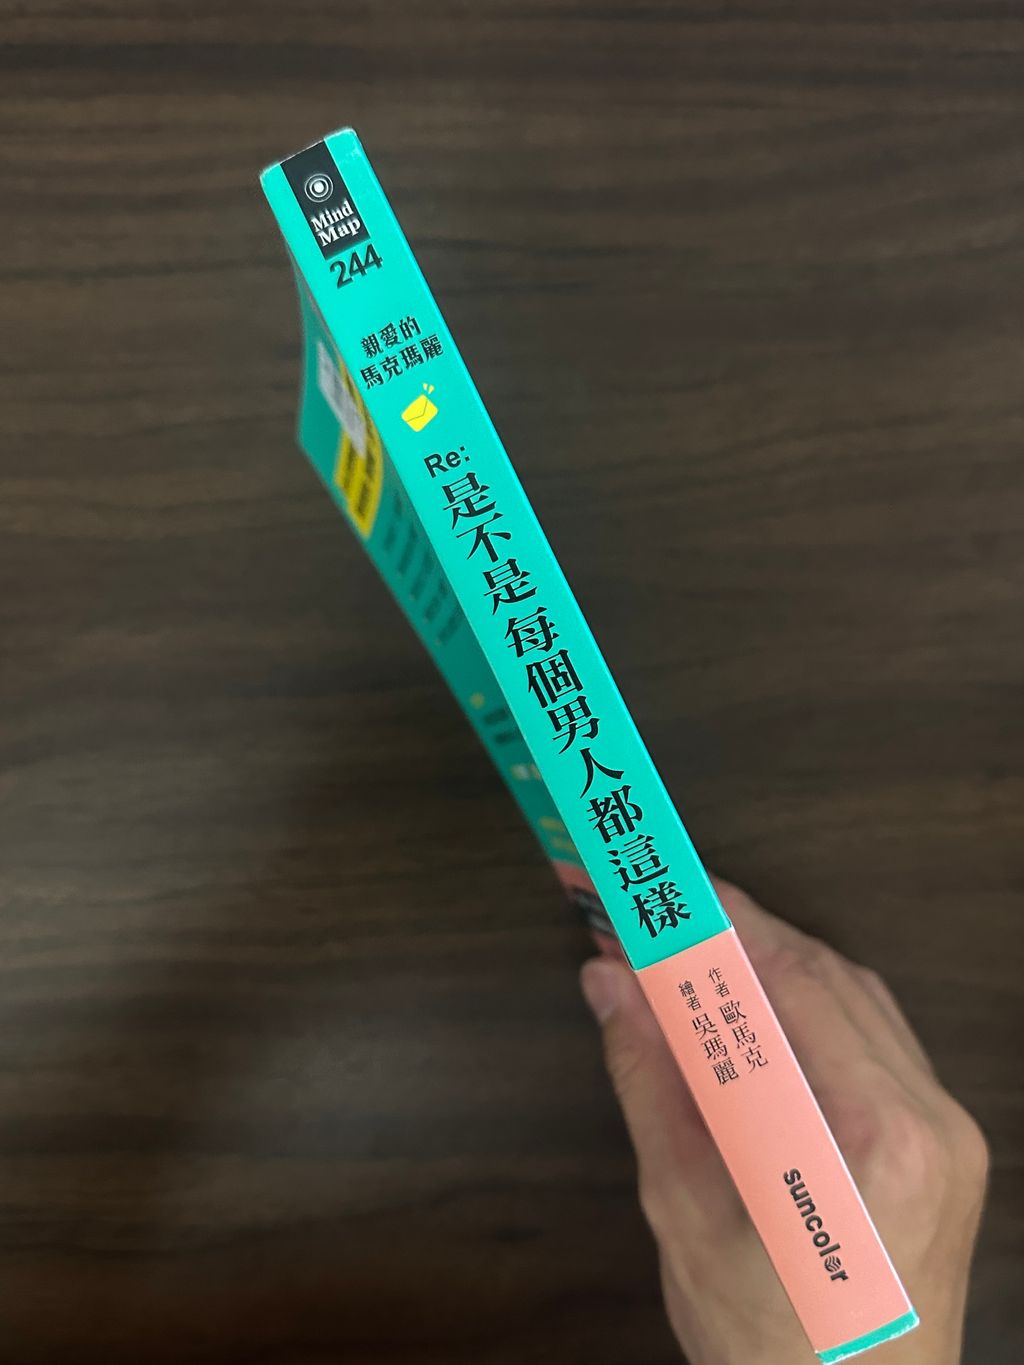 Mind
Map
244
親愛的
馬克瑪麗
Re:
是不是每個男人都這樣
作者 歐馬克
繪者 吳瑪麗
suncolor